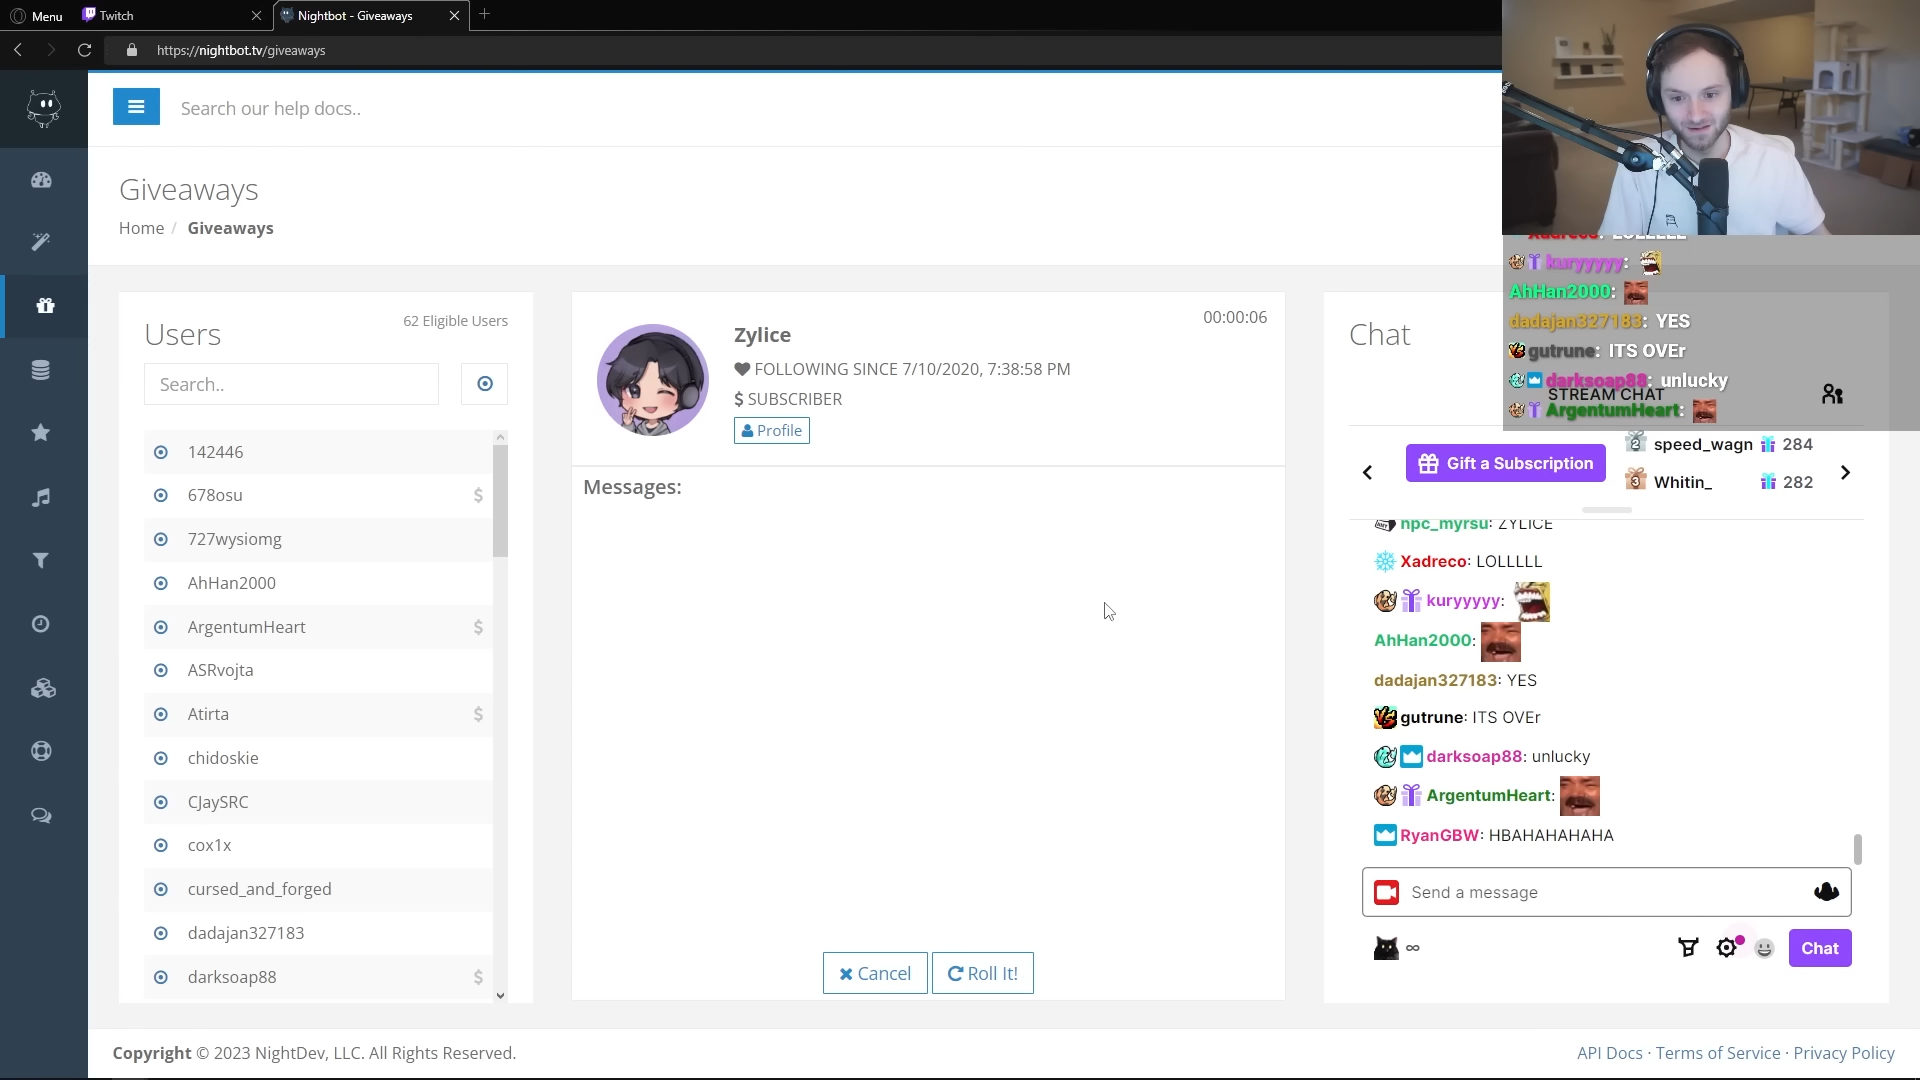 Menu
Twitch
Nightbot - Giveaways
https://nightbot.tv/giveaways
Search our help docs..
Giveaways
Home / Giveaways
Users
62 Eligible Users
Search..
142446
678osu $
727wysiomg
AhHan2000
ArgentumHeart $
ASRvojta
Atirta $
chidoskie
CJaySRC
cox1x
cursed_and_forged
dadajan327183
darksoap88 $
Zylice
00:00:06
FOLLOWING SINCE 7/10/2020, 7:38:58 PM
$ SUBSCRIBER
Profile
Messages:
Cancel
Roll It!
Chat
Xadreco: LOLLLLL
kuryyyyy:
AhHan2000:
dadajan327183: YES
gutrune: ITS OVEr
darksoap88: unlucky
STREAM CHAT
ArgentumHeart:
Gift a Subscription
2 speed_wagn 284
3 Whitin_ 282
npc_myrsu: ZYLICE
Xadreco: LOLLLLL
kuryyyyy:
AhHan2000:
dadajan327183: YES
gutrune: ITS OVEr
darksoap88: unlucky
ArgentumHeart:
RyanGBW: HBAHAHAHAHA
Send a message
∞
Chat
Copyright © 2023 NightDev, LLC. All Rights Reserved.
API Docs · Terms of Service · Privacy Policy